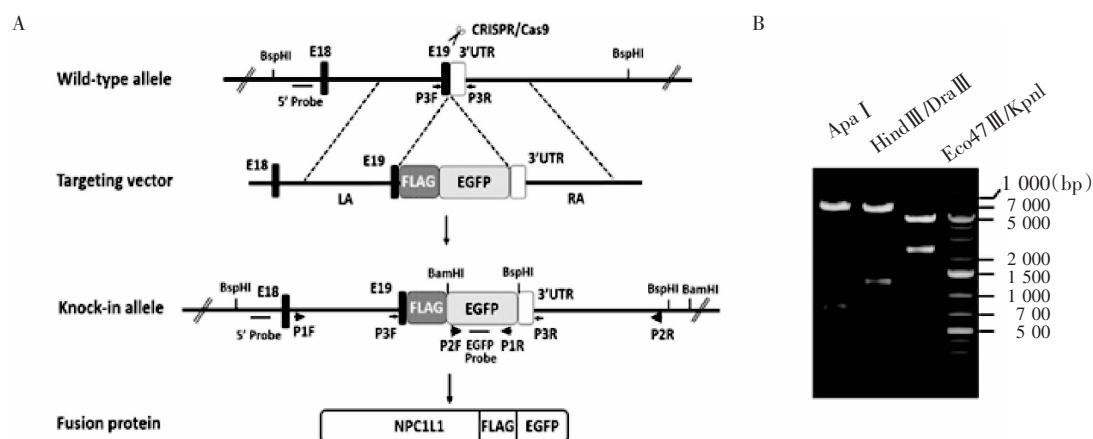 A
CRISPR/Cas9
BspHI
E18
E19
3'UTR
BspHI
Wild-type allele
5' Probe
P3F
P3R
E18
E19
3'UTR
Targeting vector
FLAG
EGFP
LA
RA
BspHI
E18
E19
BamHI
BspHI
3'UTR
BspHI
BamHI
Knock-in allele
FLAG
EGFP
5' Probe
P1F
P3F
P2F
EGFP
Probe
P1R
P3R
P2R
Fusion protein
NPC1L1
FLAG
EGFP
B
Apa Ⅰ
HindⅢ/DraⅢ
Eco47Ⅲ/KpnI
1 000(bp)
7 000
5 000
2 000
1 500
1 000
7 00
5 00